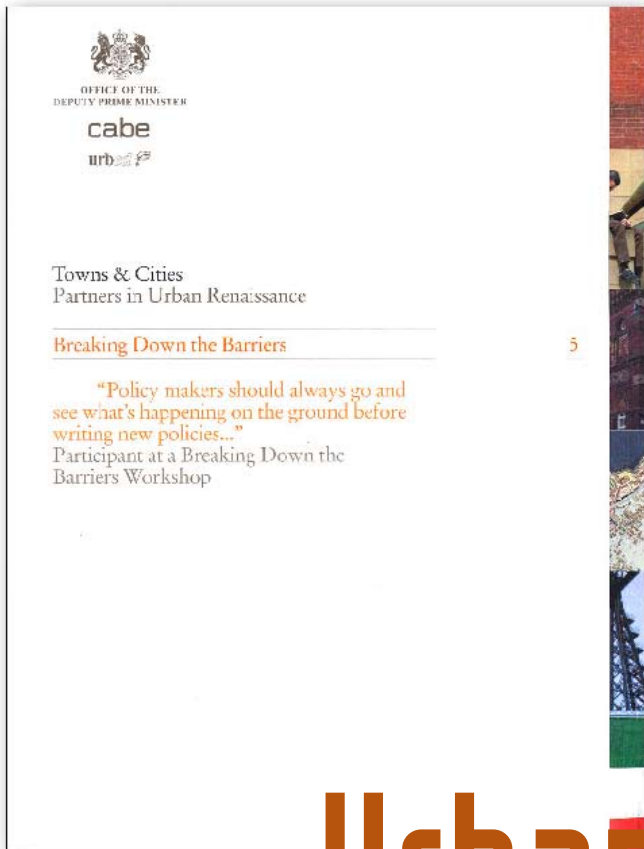 OFFICE OF THE
DEPUTY PRIME MINISTER
cabe
urbed
Towns & Cities
Partners in Urban Renaissance
Breaking Down the Barriers 5
"Policy makers should always go and
see what's happening on the ground before
writing new policies..."
Participant at a Breaking Down the
Barriers Workshop